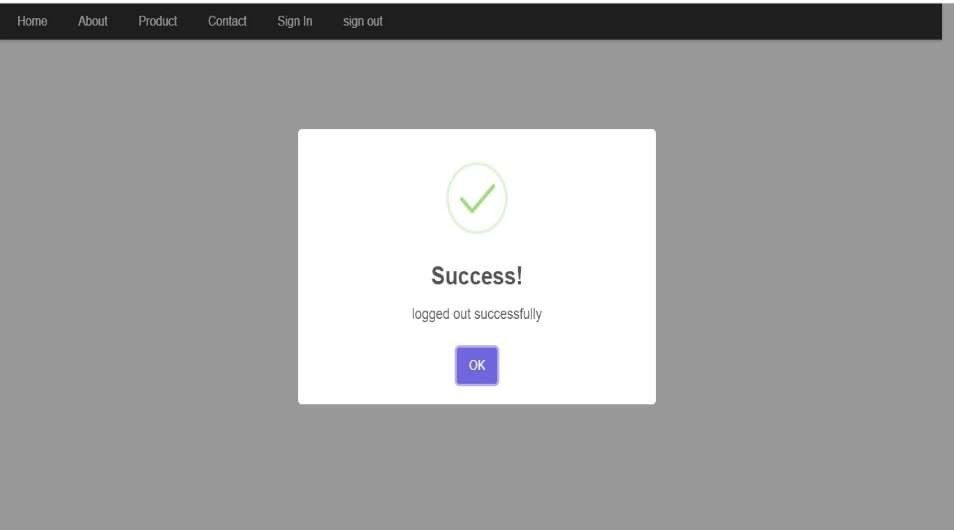 Home About Product Contact Sign In sign out
Success!
logged out successfully
OK